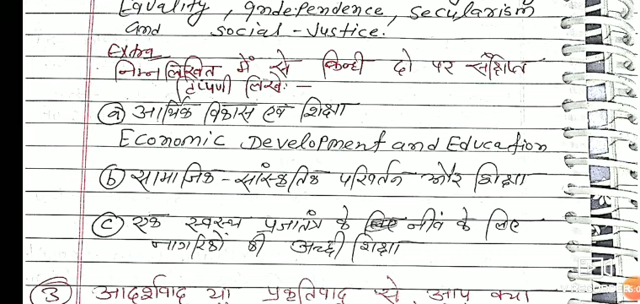 Equality, Independence, Secularism
and Social-Justice.
Extra
निम्नलिखित में से किन्ही दो पर संक्षिप्त
टिप्पणी लिखें:—
(a) आर्थिक विकास एवं शिक्षा
Economic Development and Education
(b) सामाजिक-सांस्कृतिक परिवर्तन और शिक्षा
(c) एक स्वस्थ प्रजातंत्र के नीवं के लिए
नागरिकों की अच्छी शिक्षा
(3) आदर्शवाद या प्रकृतिवाद से आप क्या